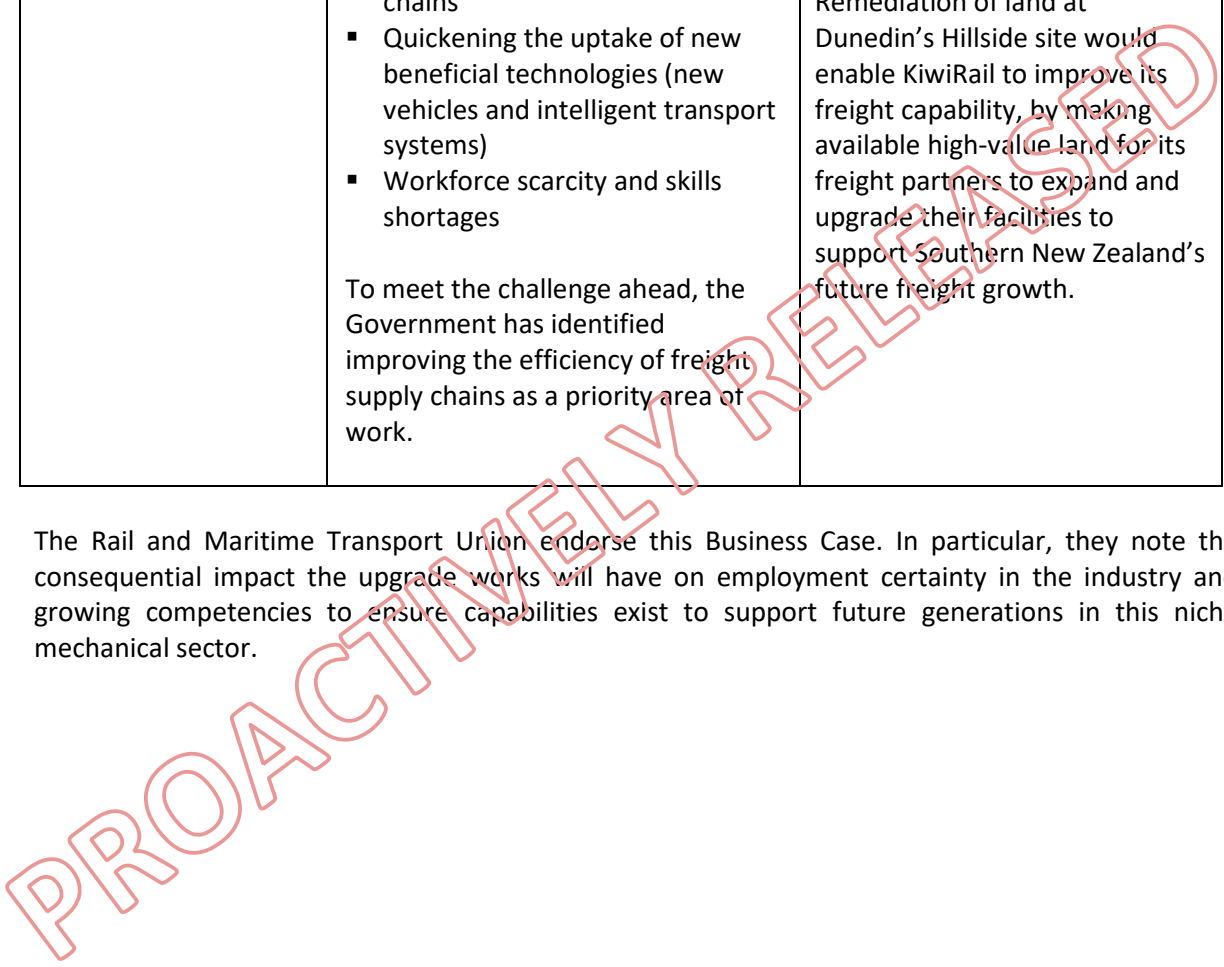 chains
▪ Quickening the uptake of new
beneficial technologies (new
vehicles and intelligent transport
systems)
▪ Workforce scarcity and skills
shortages
To meet the challenge ahead, the
Government has identified
improving the efficiency of freight
supply chains as a priority area of
work.
Remediation of land at
Dunedin's Hillside site would
enable KiwiRail to improve its
freight capability, by making
available high-value land for its
freight partners to expand and
upgrade their facilities to
support Southern New Zealand's
future freight growth.
The Rail and Maritime Transport Union endorse this Business Case. In particular, they note th
consequential impact the upgrade works will have on employment certainty in the industry an
growing competencies to ensure capabilities exist to support future generations in this nich
mechanical sector.
PROACTIVELY RELEASED